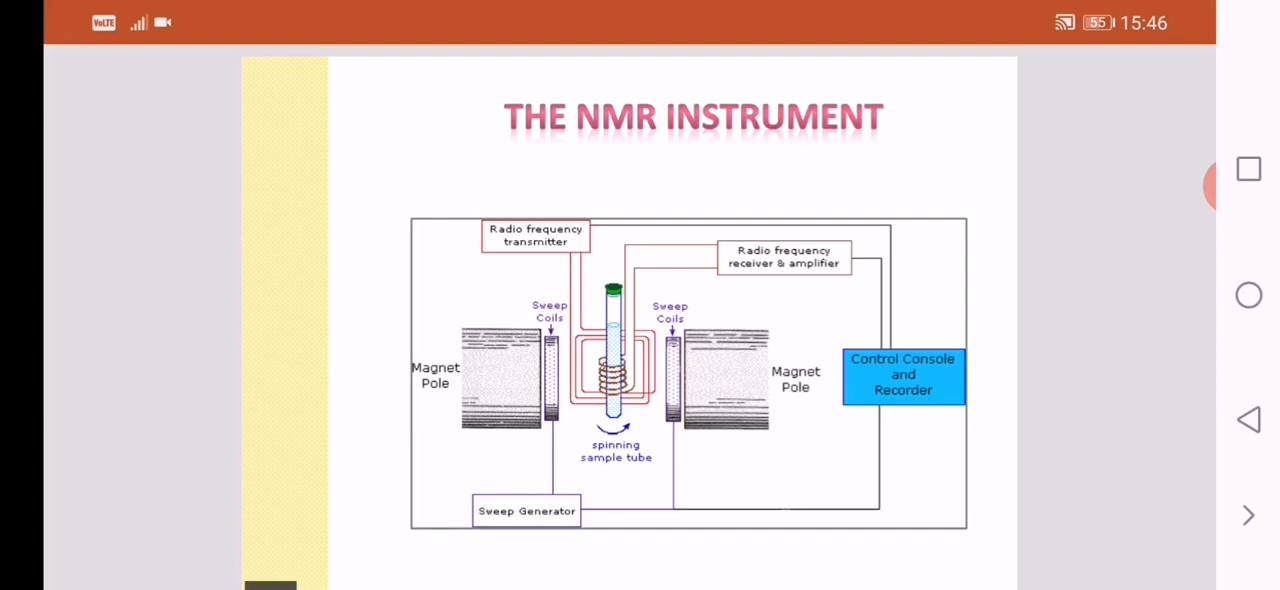 VoLTE
55 15:46
THE NMR INSTRUMENT
Radio frequency
transmitter
Radio frequency
receiver & amplifier
Sweep
Coils
Sweep
Coils
Magnet
Pole
Magnet
Pole
Control Console
and
Recorder
spinning
sample tube
Sweep Generator